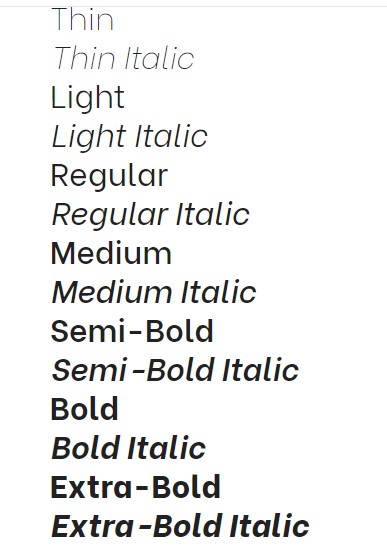 Thin
Thin Italic
Light
Light Italic
Regular
Regular Italic
Medium
Medium Italic
Semi-Bold
Semi-Bold Italic
Bold
Bold Italic
Extra-Bold
Extra-Bold Italic